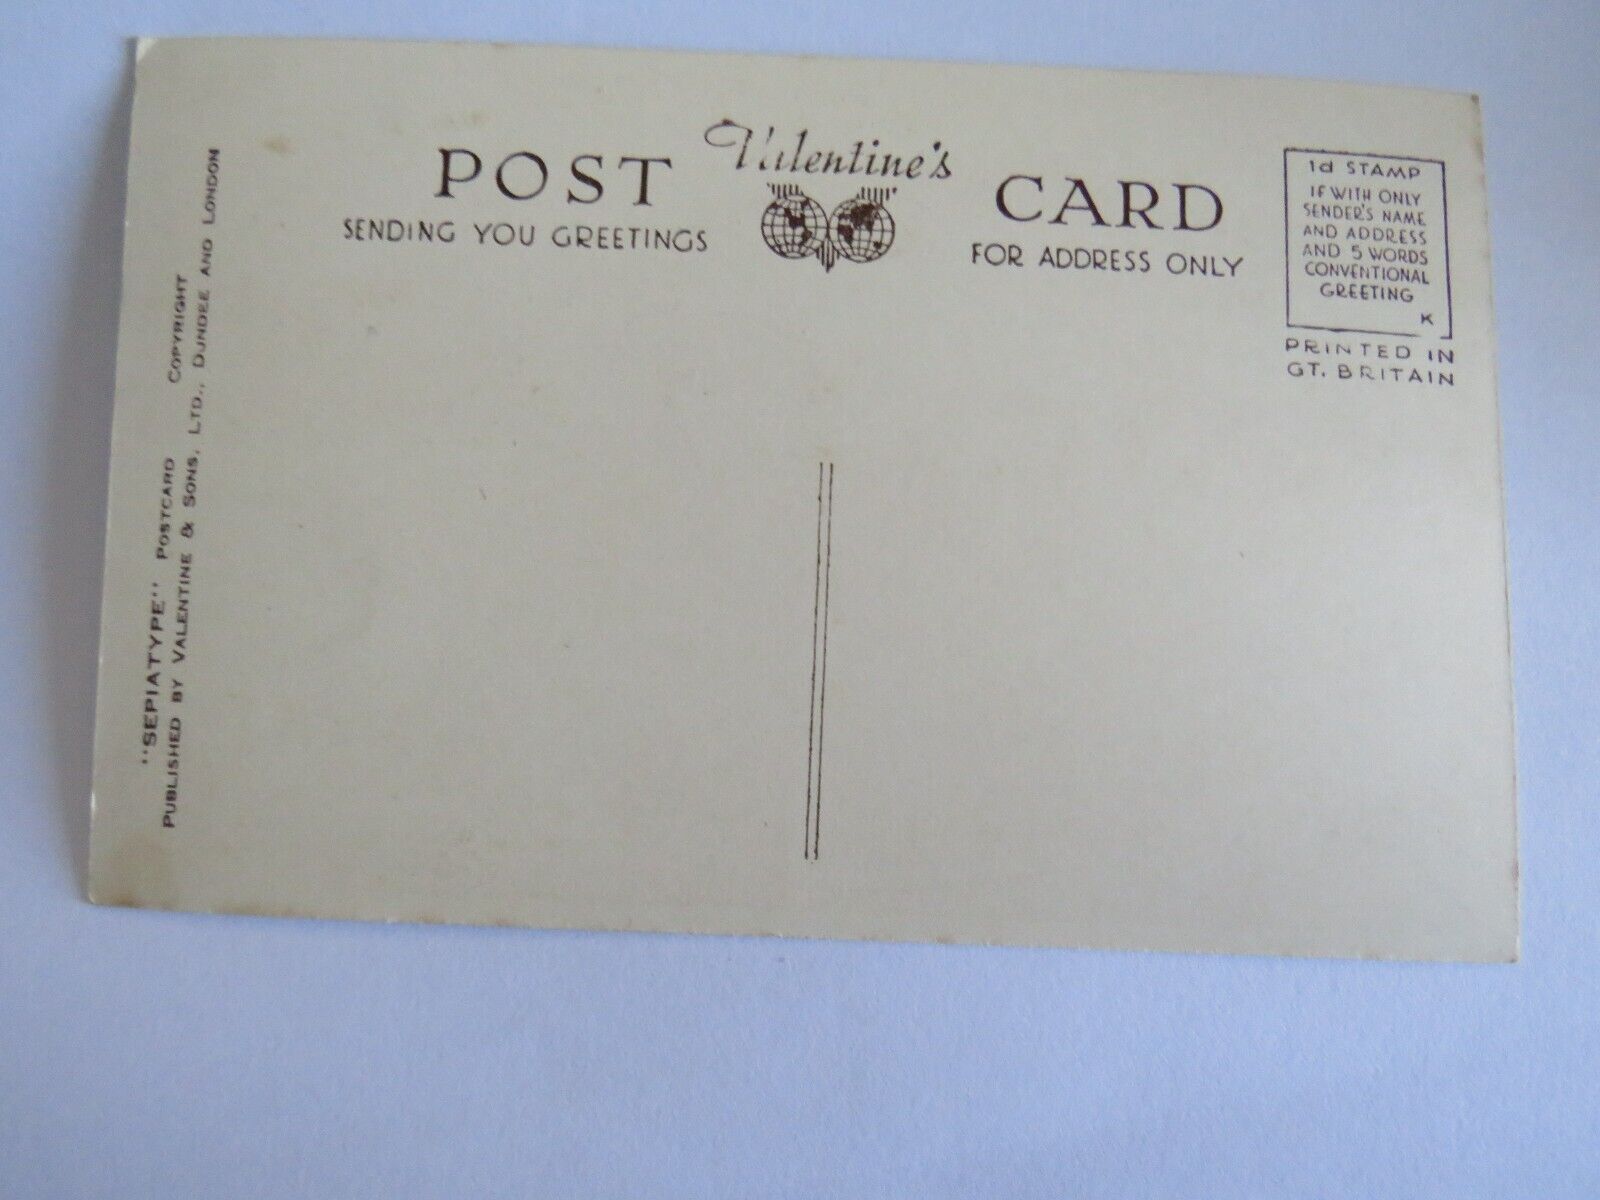 POST Valentine's CARD
SENDING YOU GREETINGS
FOR ADDRESS ONLY
1d STAMP
IF WITH ONLY
SENDER'S NAME
AND ADDRESS
AND 5 WORDS
CONVENTIONAL
GREETING
K
PRINTED IN
GT. BRITAIN
"SEPIATYPE" POSTCARD COPYRIGHT
PUBLISHED BY VALENTINE & SONS, LTD., DUNDEE AND LONDON